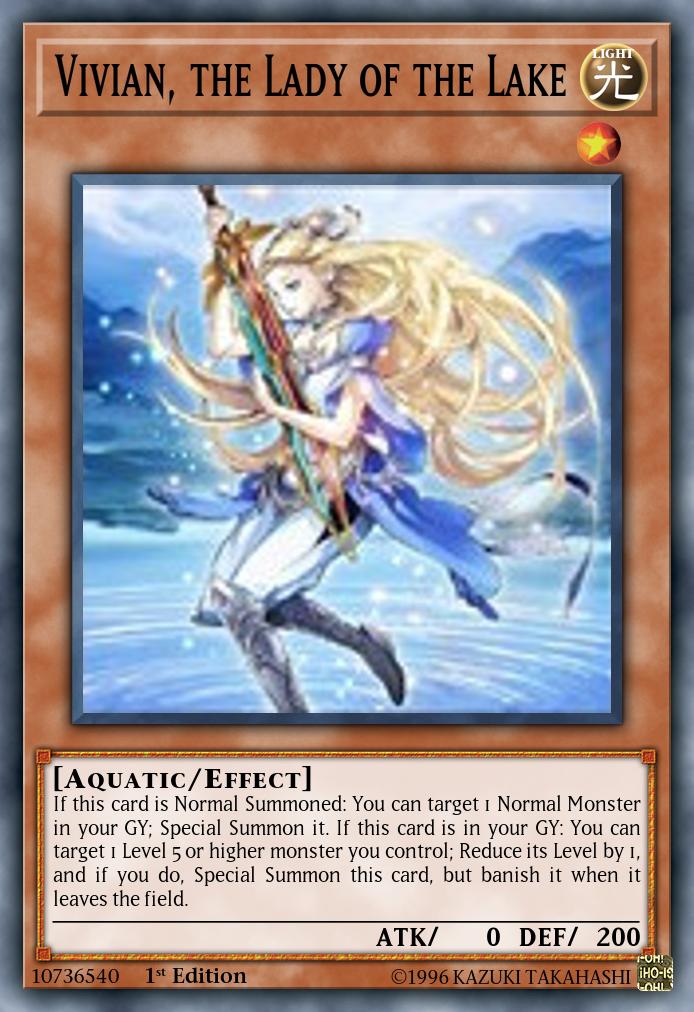 Vivian, the Lady of the Lake
LIGHT
光
[Aquatic/Effect]
If this card is Normal Summoned: You can target 1 Normal Monster
in your GY; Special Summon it. If this card is in your GY: You can
target 1 Level 5 or higher monster you control; Reduce its Level by 1,
and if you do, Special Summon this card, but banish it when it
leaves the field.
ATK/ 0 DEF/ 200
10736540 1st Edition ©1996 KAZUKI TAKAHASHI